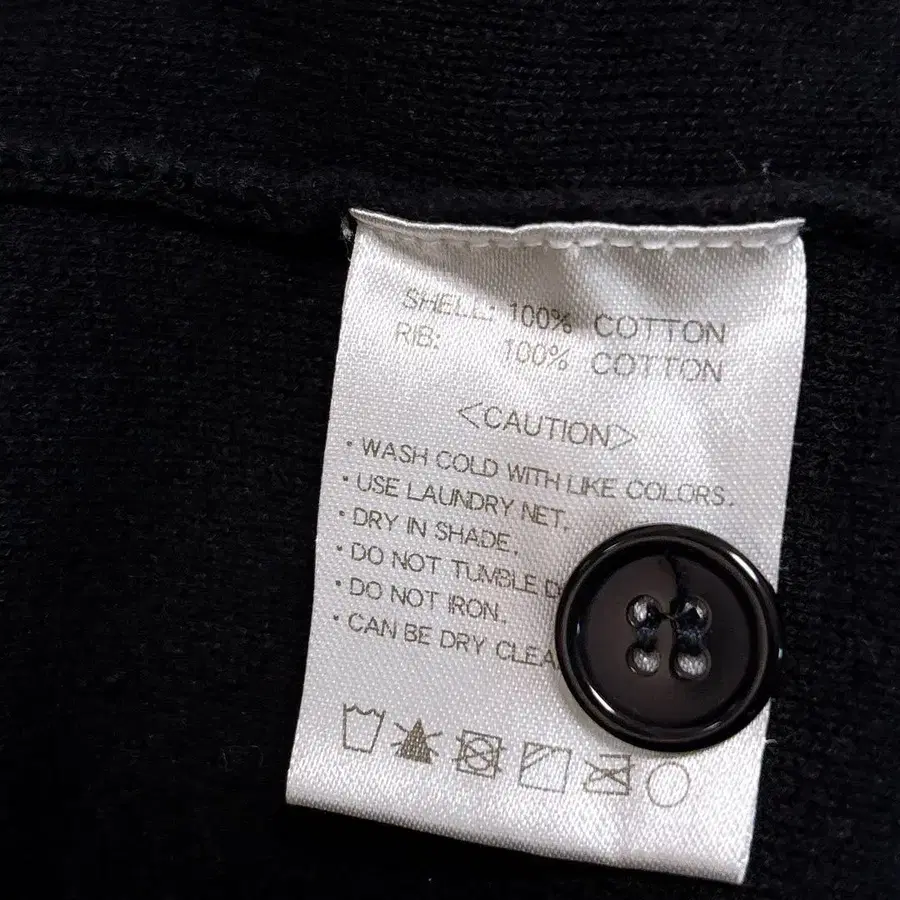 SHELL: 100% COTTON
RIB: 100% COTTON
<CAUTION>
• WASH COLD WITH LIKE COLORS.
• USE LAUNDRY NET.
• DRY IN SHADE.
• DO NOT TUMBLE D
• DO NOT IRON.
• CAN BE DRY CLEA